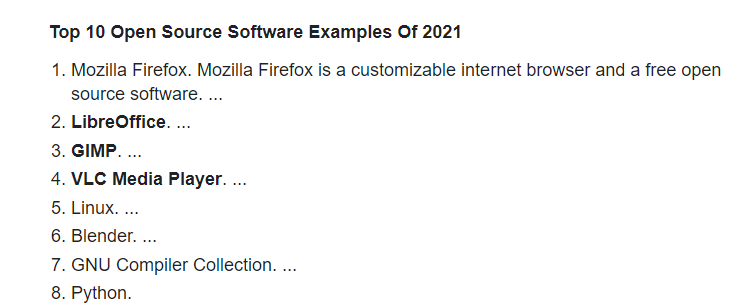 Top 10 Open Source Software Examples Of 2021
1. Mozilla Firefox. Mozilla Firefox is a customizable internet browser and a free open
source software. ...
2. LibreOffice. ...
3. GIMP. ...
4. VLC Media Player. ...
5. Linux. ...
6. Blender. ...
7. GNU Compiler Collection. ...
8. Python.